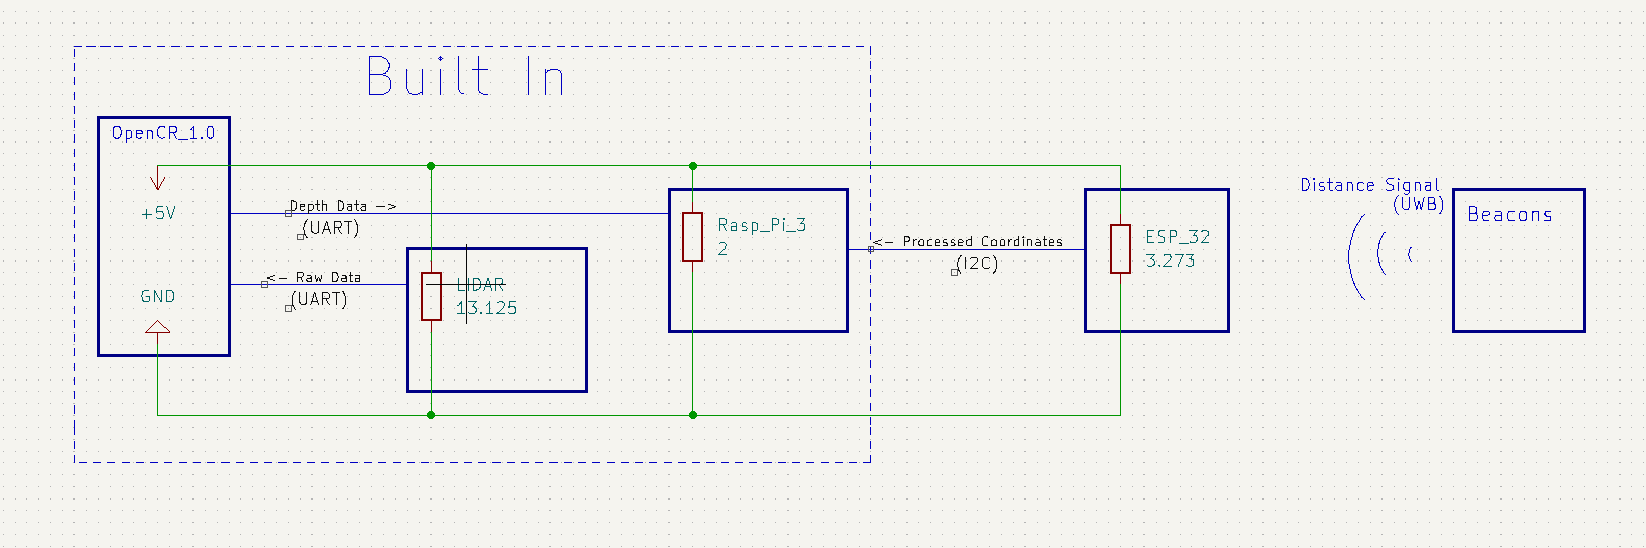 Built In
OpenCR_1.0
+5V
GND
Depth Data ->
(UART)
<- Raw Data
(UART)
LIDAR
13.125
Rasp_Pi_3
2
<- Processed Coordinates
(I2C)
ESP_32
3.273
Distance Signal
(UWB)
Beacons